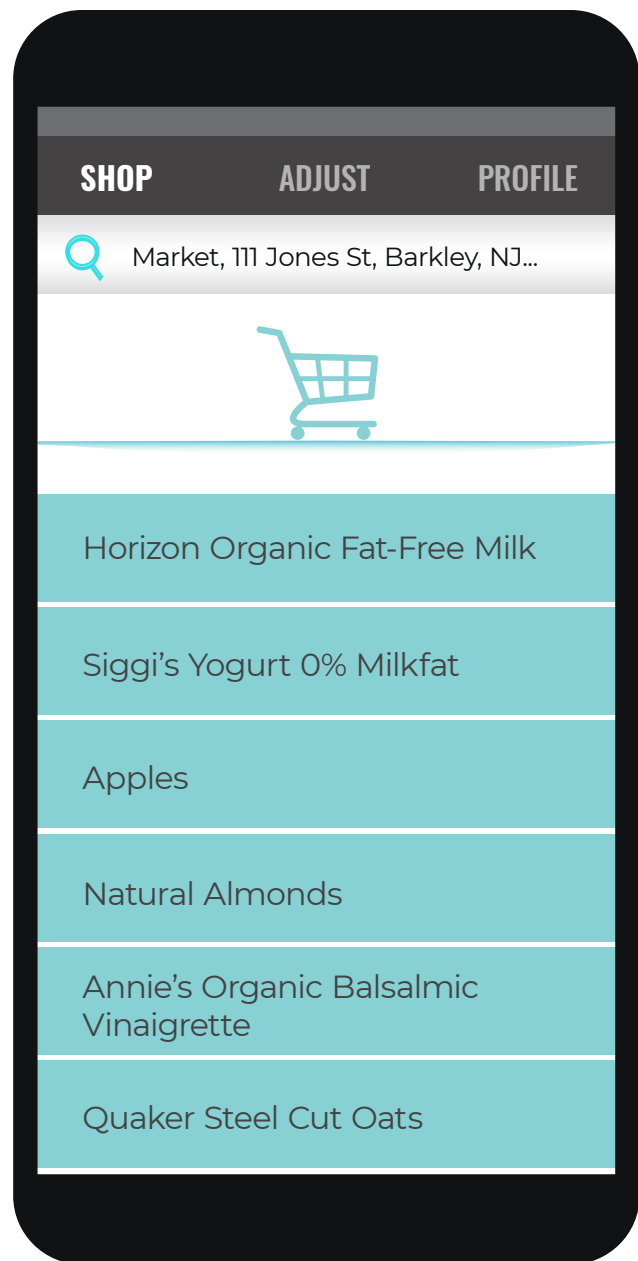 SHOP ADJUST PROFILE
Market, 111 Jones St, Barkley, NJ...
Horizon Organic Fat-Free Milk
Siggi’s Yogurt 0% Milkfat
Apples
Natural Almonds
Annie’s Organic Balsalmic
Vinaigrette
Quaker Steel Cut Oats